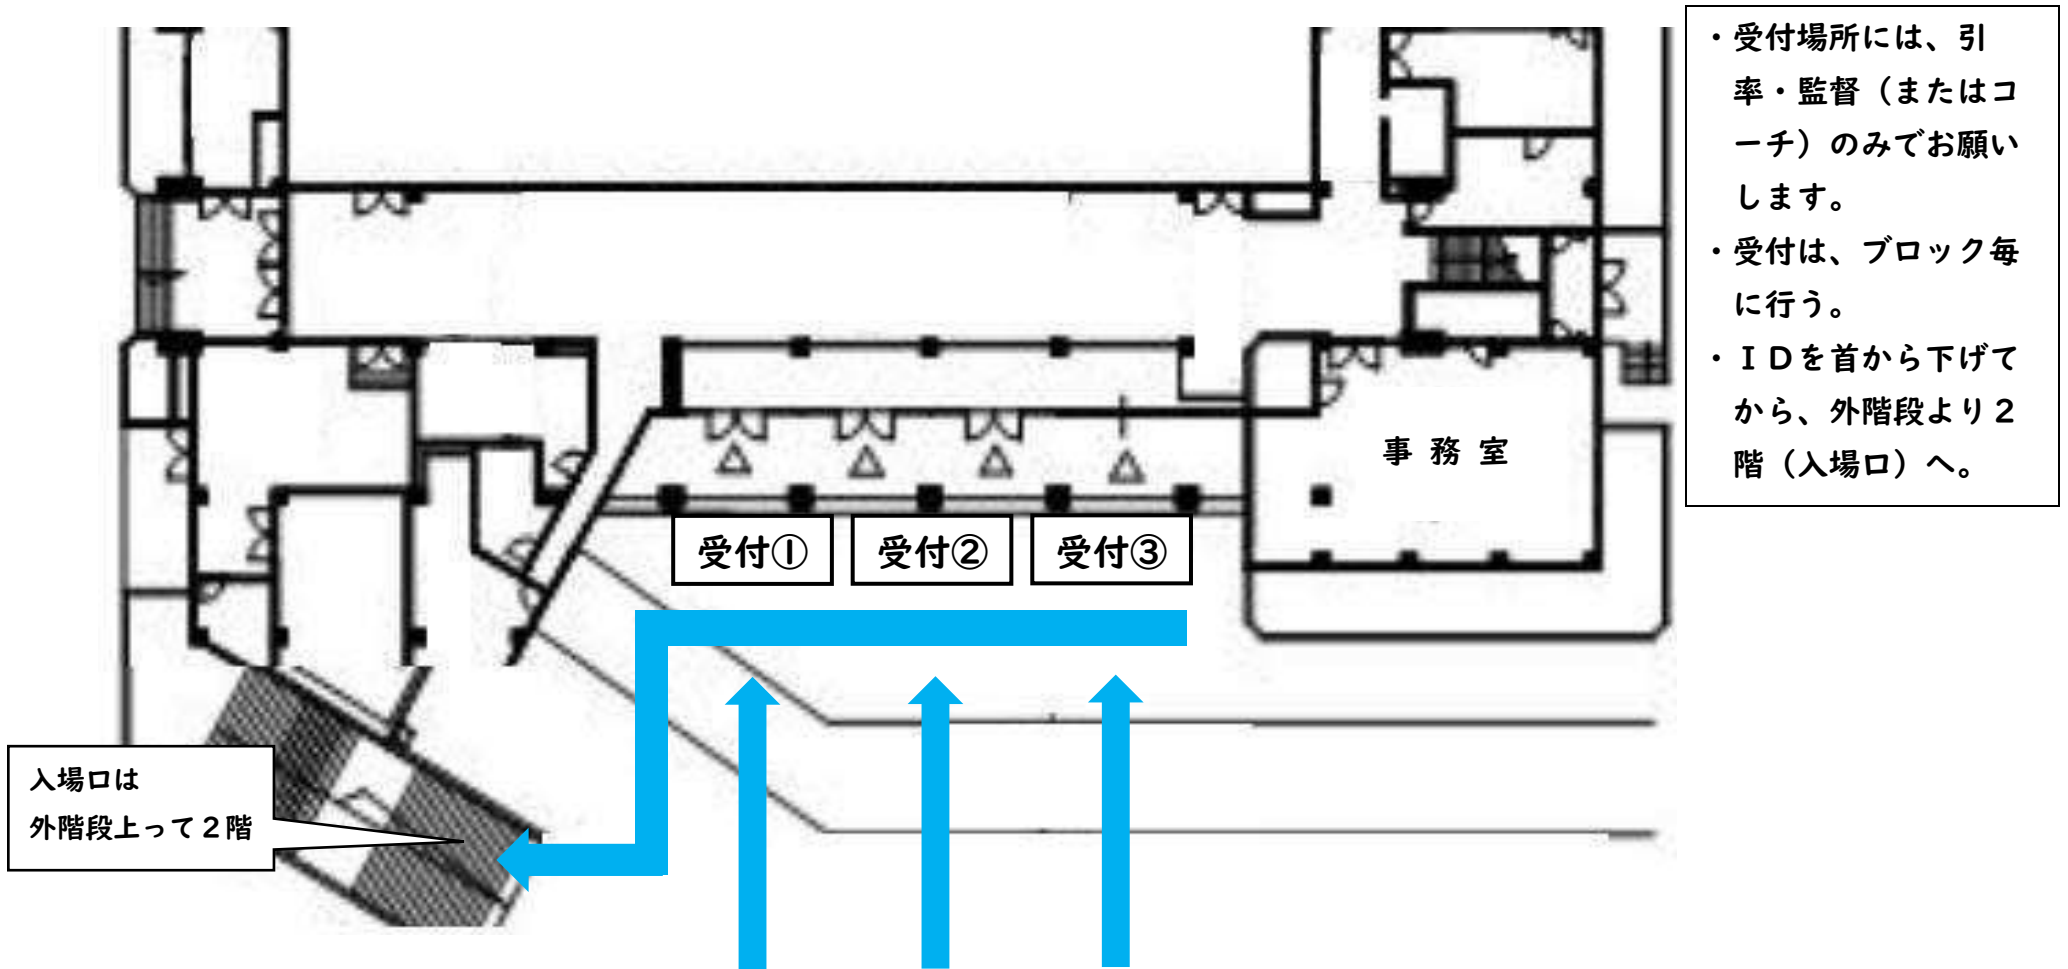 ・受付場所には、引
率・監督（またはコ
ーチ）のみでお願い
します。
・受付は、ブロック毎
に行う。
・ＩＤを首から下げて
から、外階段より２
階（入場口）へ。
事 務 室
受付①
受付②
受付③
入場口は
外階段上って２階